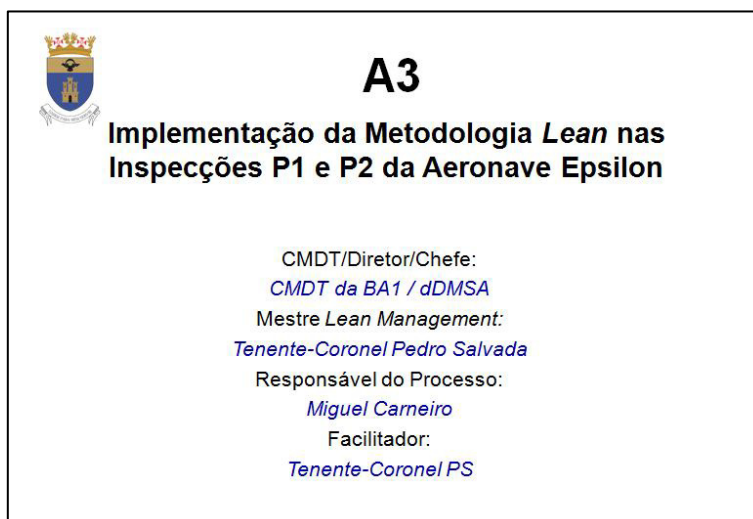 A3
Implementação da Metodologia Lean nas
Inspecções P1 e P2 da Aeronave Epsilon
CMDT/Diretor/Chefe:
CMDT da BA1 / dDMSA
Mestre Lean Management:
Tenente-Coronel Pedro Salvada
Responsável do Processo:
Miguel Carneiro
Facilitador:
Tenente-Coronel PS